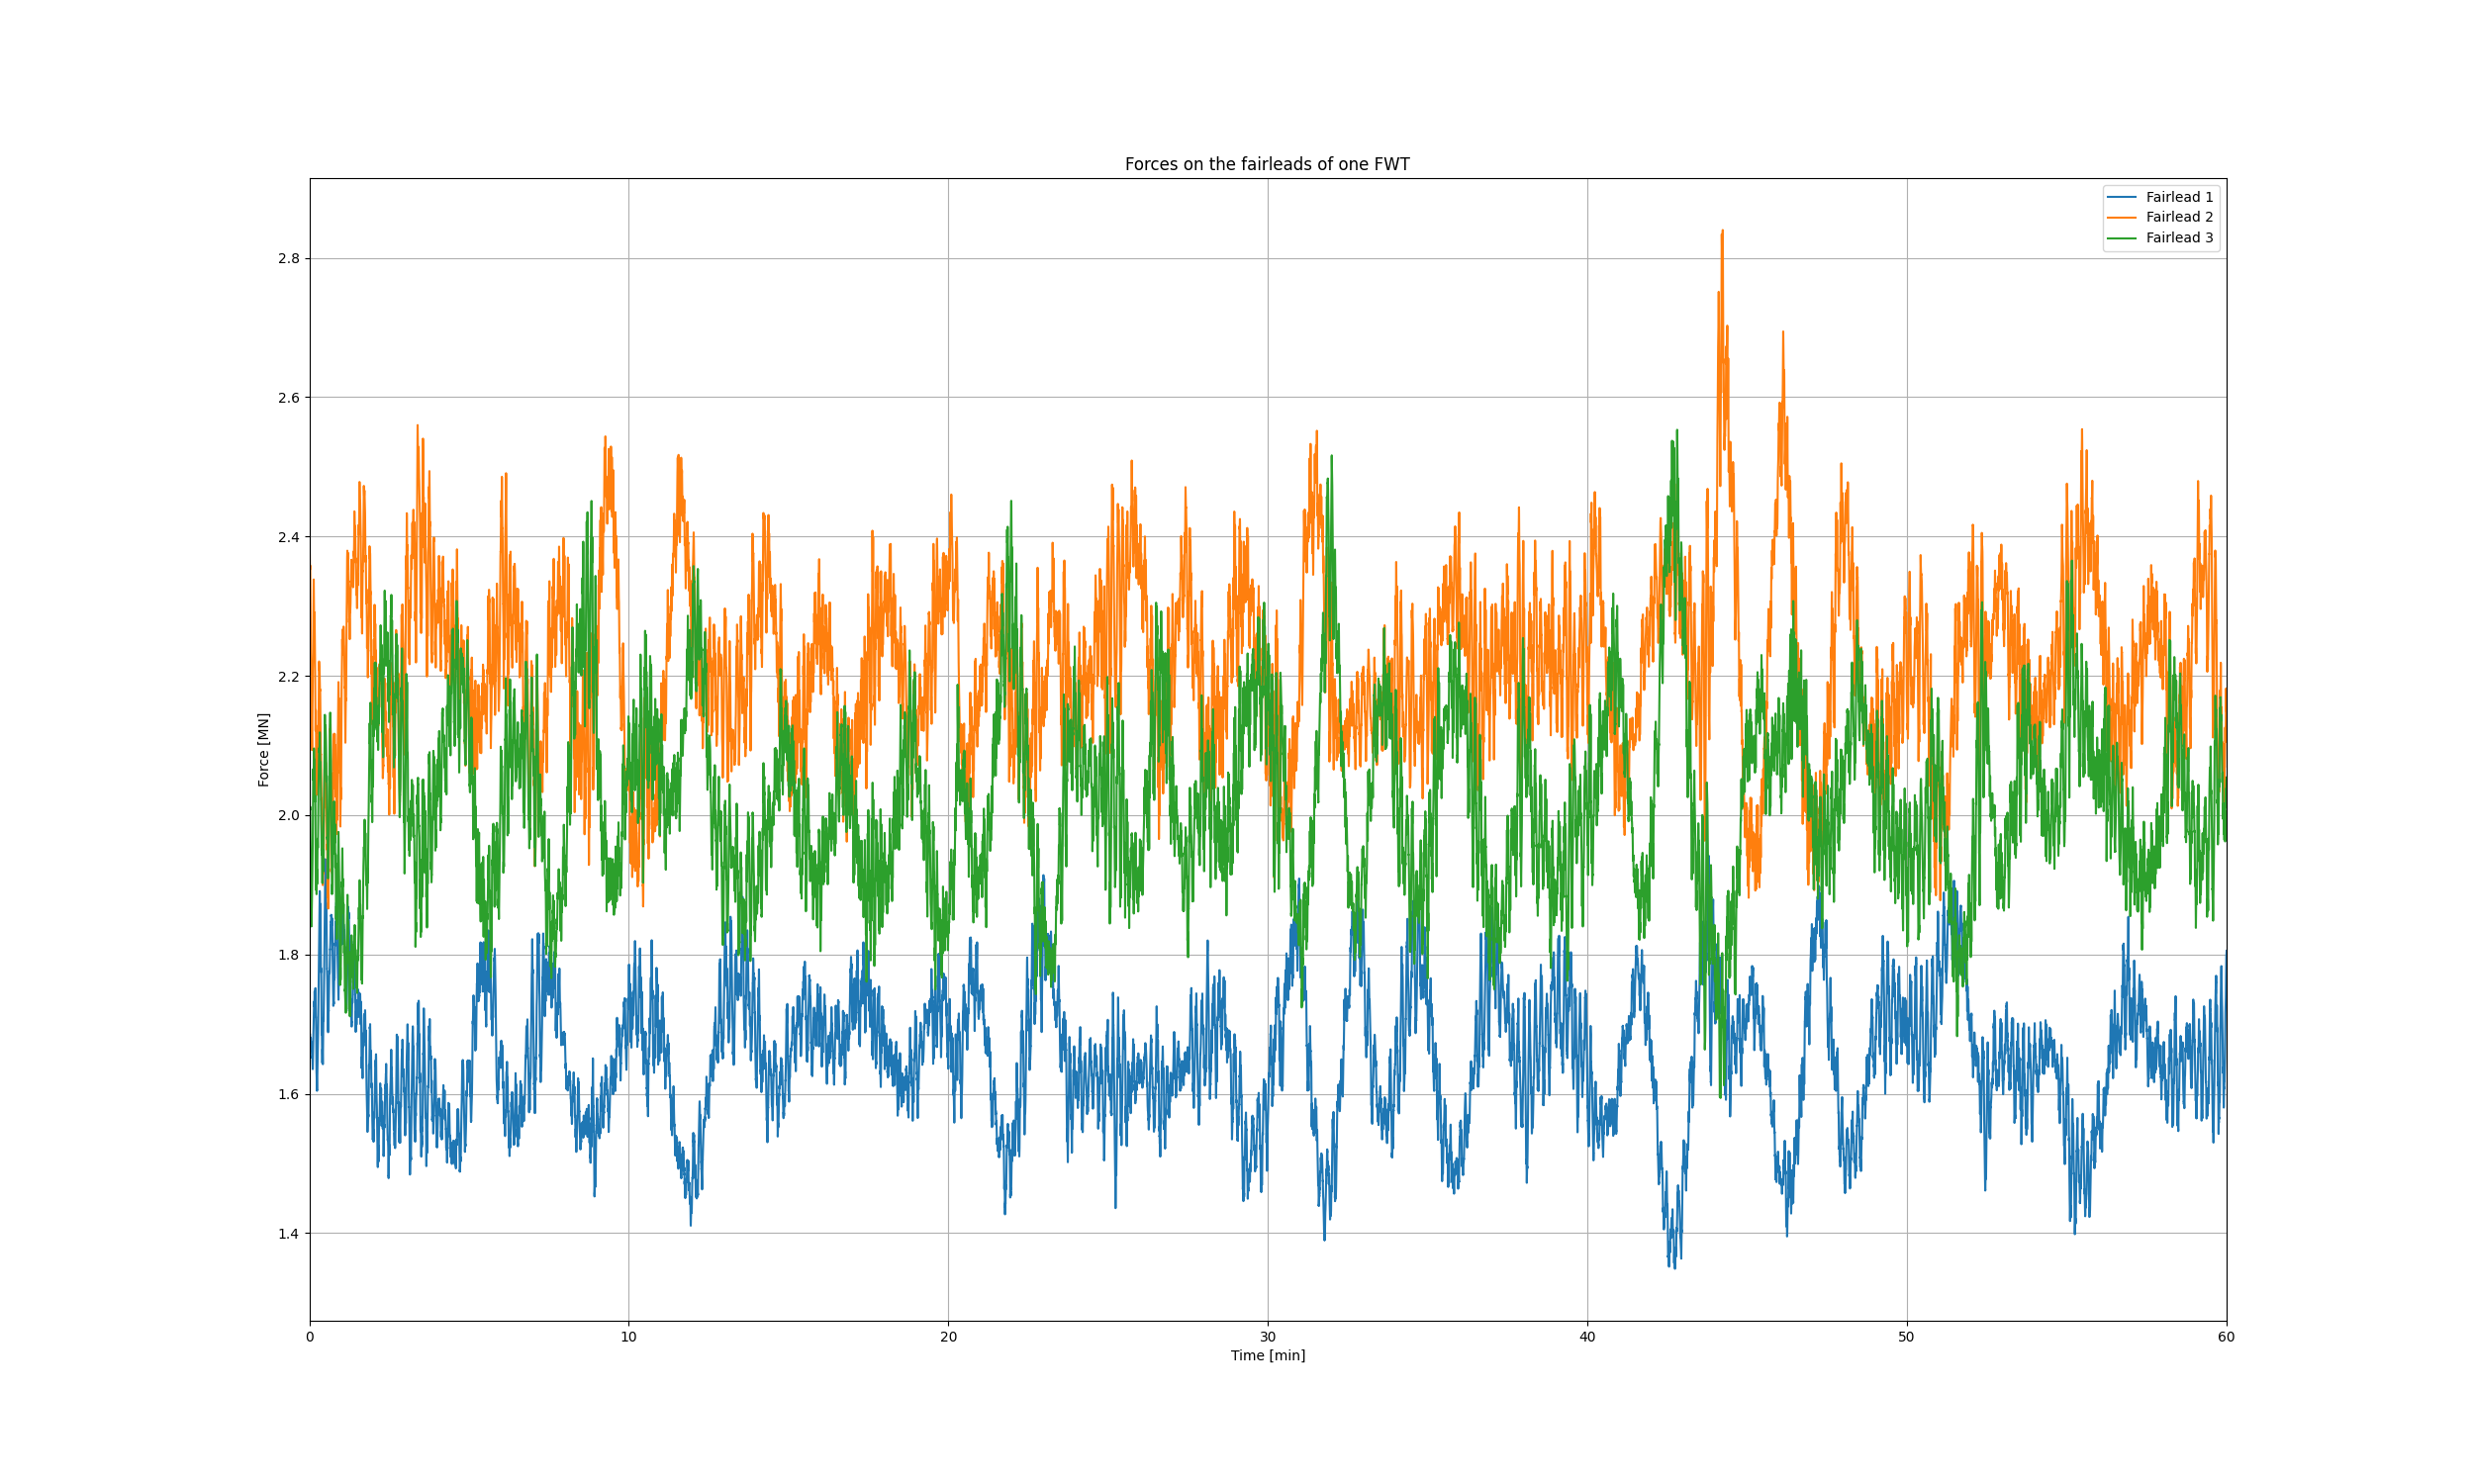 Forces on the fairleads of one FWT
Fairlead 1
Fairlead 2
Fairlead 3
2.8
2.6
2.4
2.2
2.0
1.8
1.6
1.4
Force [MN]
0 10 20 30 40 50 60
Time [min]